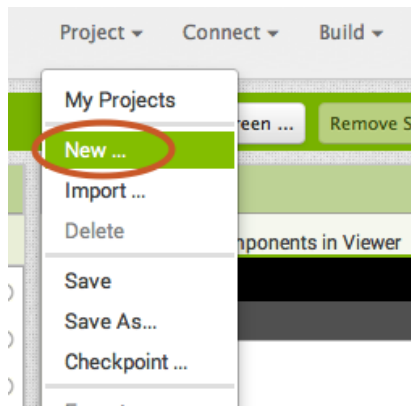 Project ▾ Connect ▾ Build ▾
My Projects
reen ... Remove S
New ...
Import ...
Delete
mponents in Viewer
Save
Save As...
Checkpoint ...